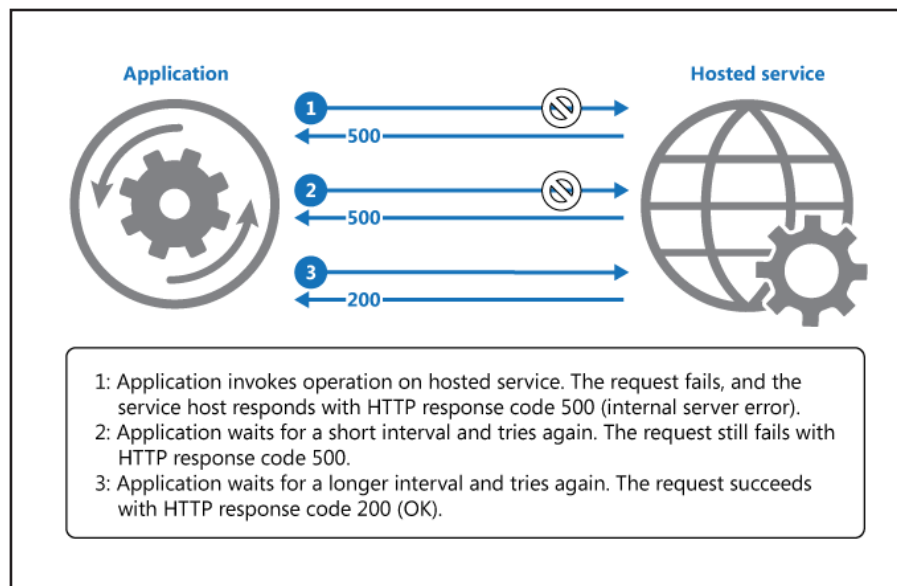 Application
Hosted service
1
500
2
500
3
200
1: Application invokes operation on hosted service. The request fails, and the
service host responds with HTTP response code 500 (internal server error).
2: Application waits for a short interval and tries again. The request still fails with
HTTP response code 500.
3: Application waits for a longer interval and tries again. The request succeeds
with HTTP response code 200 (OK).